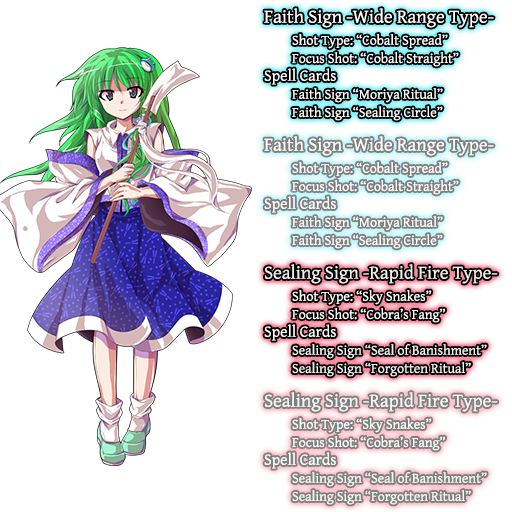 Faith Sign -Wide Range Type-
Shot Type: “Cobalt Spread”
Focus Shot: “Cobalt Straight”
Spell Cards
Faith Sign “Moriya Ritual”
Faith Sign “Sealing Circle”
Faith Sign -Wide Range Type-
Shot Type: “Cobalt Spread”
Focus Shot: “Cobalt Straight”
Spell Cards
Faith Sign “Moriya Ritual”
Faith Sign “Sealing Circle”
Sealing Sign -Rapid Fire Type-
Shot Type: “Sky Snakes”
Focus Shot: “Cobra’s Fang”
Spell Cards
Sealing Sign “Seal of Banishment”
Sealing Sign “Forgotten Ritual”
Sealing Sign -Rapid Fire Type-
Shot Type: “Sky Snakes”
Focus Shot: “Cobra’s Fang”
Spell Cards
Sealing Sign “Seal of Banishment”
Sealing Sign “Forgotten Ritual”